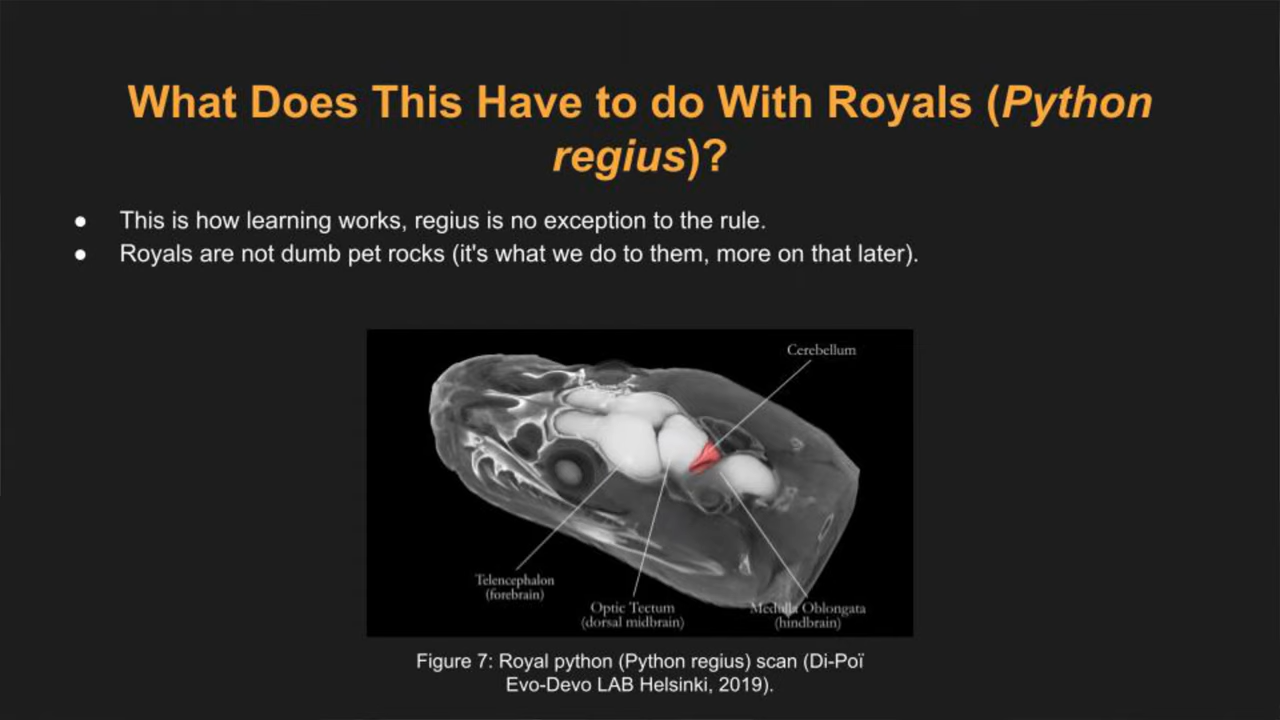 What Does This Have to do With Royals (Python
regius)?
● This is how learning works, regius is no exception to the rule.
● Royals are not dumb pet rocks (it's what we do to them, more on that later).
Cerebellum
Telencephalon
(forebrain)
Optic Tectum
(dorsal midbrain)
Medulla Oblongata
(hindbrain)
Figure 7: Royal python (Python regius) scan (Di-Poï
Evo-Devo LAB Helsinki, 2019).